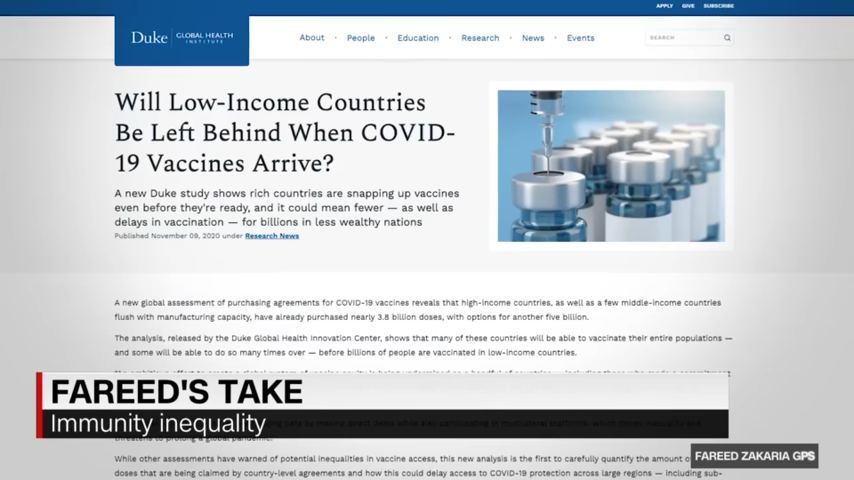 APPLY GIVE SUBSCRIBE
Duke GLOBAL HEALTH
INSTITUTE
About · People · Education · Research · News · Events
SEARCH
Will Low-Income Countries
Be Left Behind When COVID-
19 Vaccines Arrive?
A new Duke study shows rich countries are snapping up vaccines
even before they're ready, and it could mean fewer — as well as
delays in vaccination — for billions in less wealthy nations
Published November 09, 2020 under Research News
A new global assessment of purchasing agreements for COVID-19 vaccines reveals that high-income countries, as well as a few middle-income countries
flush with manufacturing capacity, have already purchased nearly 3.8 billion doses, with options for another five billion.
The analysis, released by the Duke Global Health Innovation Center, shows that many of these countries will be able to vaccinate their entire populations —
and some will be able to do so many times over — before billions of people are vaccinated in low-income countries.
FAREED'S TAKE
Immunity inequality
threatens to prolong a global pandemic.
FAREED ZAKARIA GPS
While other assessments have warned of potential inequities in vaccine access, this new analysis is the first to carefully quantify the amount o
doses that are being claimed by country-level agreements and how this could delay access to COVID-19 protection across large regions — including sub-